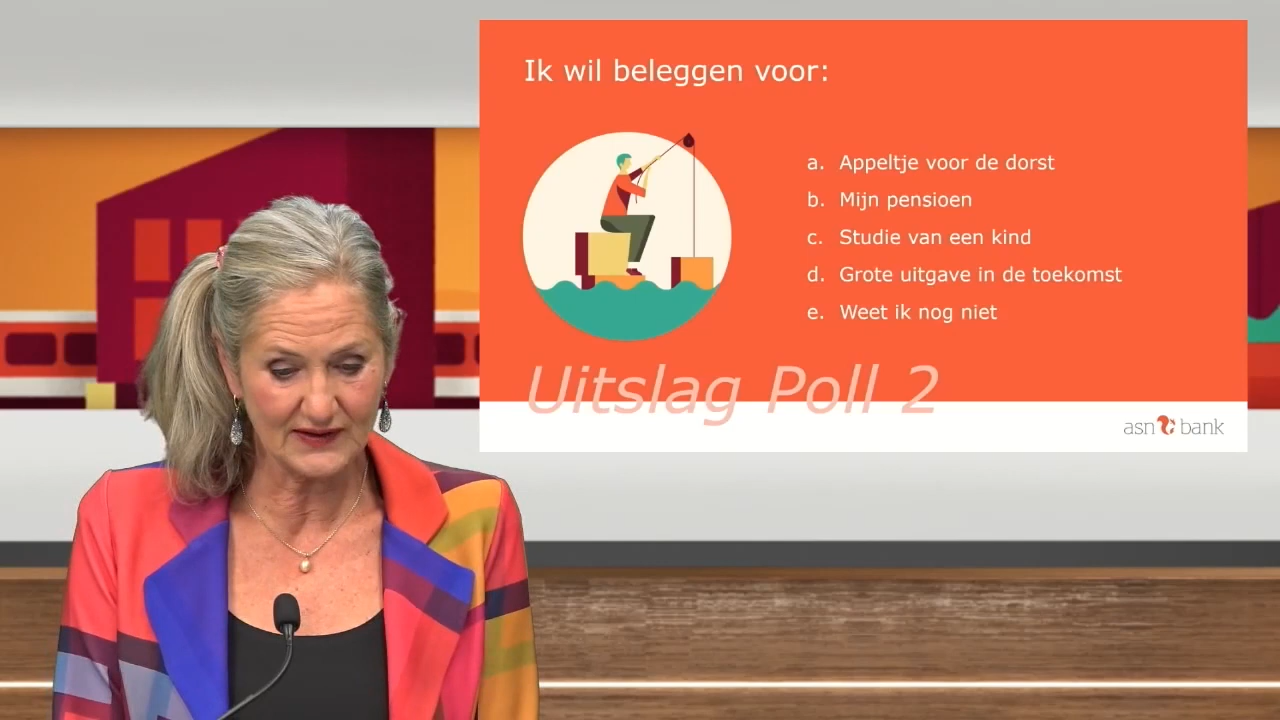 Ik wil beleggen voor:
a. Appeltje voor de dorst
b. Mijn pensioen
c. Studie van een kind
d. Grote uitgave in de toekomst
e. Weet ik nog niet
Uitslag Poll 2
asn bank